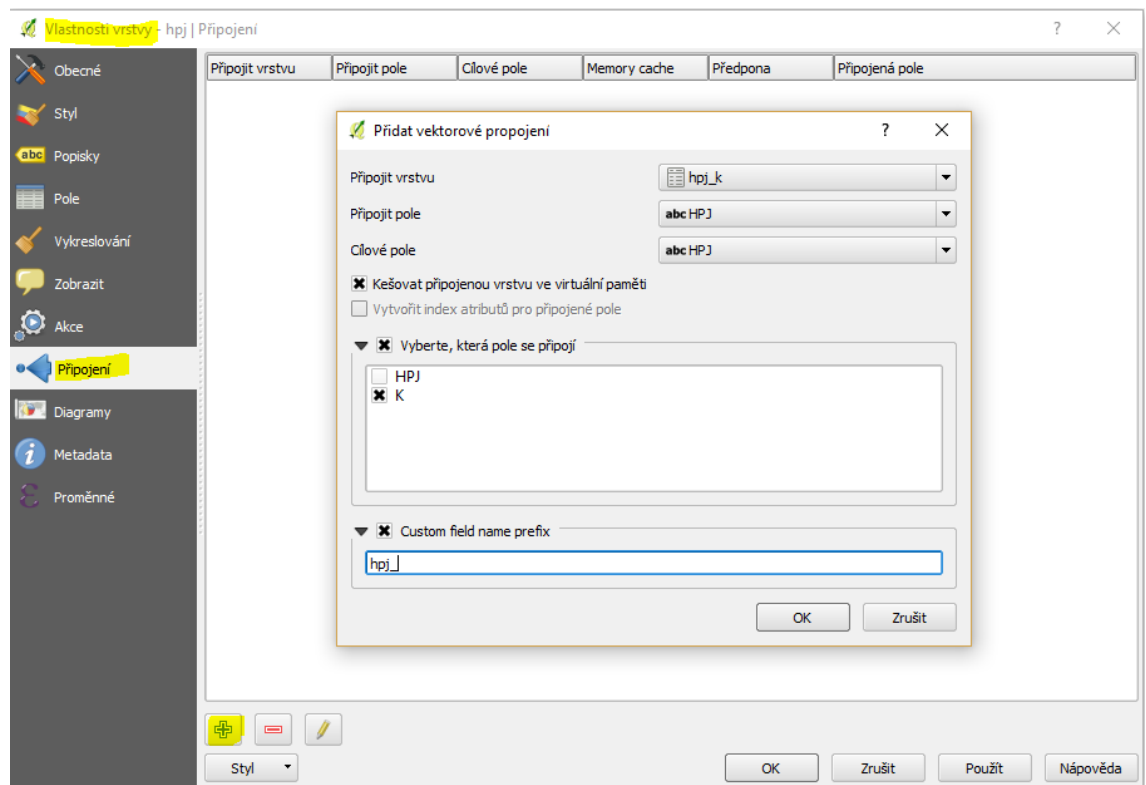 Vlastnosti vrstvy - hpj | Připojení
?
Obecné
Styl
abc Popisky
Pole
Vykreslování
Zobrazit
Akce
Připojení
Diagramy
Metadata
Proměnné
Připojit vrstvu Připojit pole Cílové pole Memory cache Předpona Připojená pole
Přidat vektorové propojení ?
Připojit vrstvu hpj_k
Připojit pole abc HPJ
Cílové pole abc HPJ
Kešovat připojenou vrstvu ve virtuální paměti
Vytvořit index atributů pro připojené pole
Vyberte, která pole se připojí
HPJ
K
Custom field name prefix
hpj_
OK Zrušit
Styl OK Zrušit Použít Nápověda